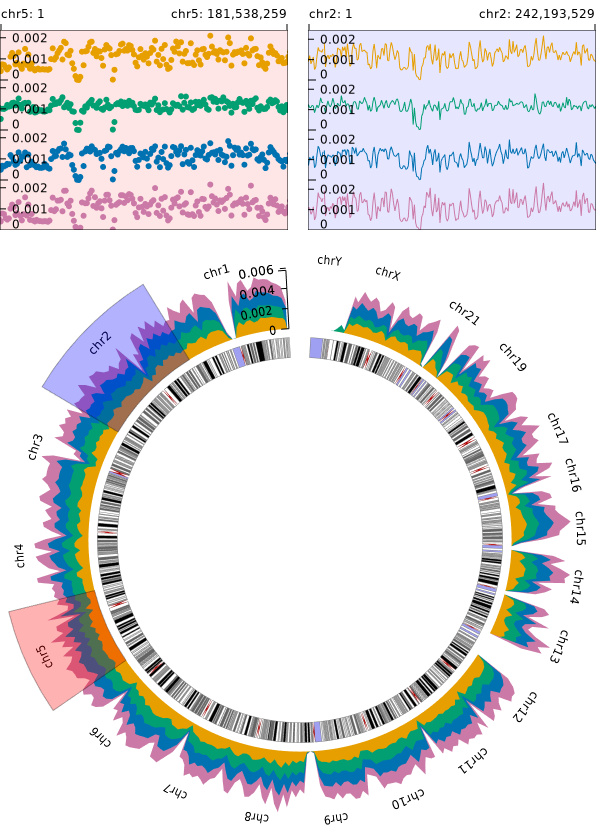 chr5: 1 chr5: 181,538,259
chr2: 1 chr2: 242,193,529
0.002
0.001
0
0.002
0.001
0
0.002
0.001
0
0.002
0.001
0
0.002
0.001
0
0.002
0.001
0
0.002
0.001
0
0.002
0.001
0
chr1
0.006
0.004
0.002
0
chrY
chrX
chr21
chr19
chr17
chr16
chr15
chr14
chr13
chr12
chr11
chr10
chr9
chr8
chr7
chr6
chr5
chr4
chr3
chr2